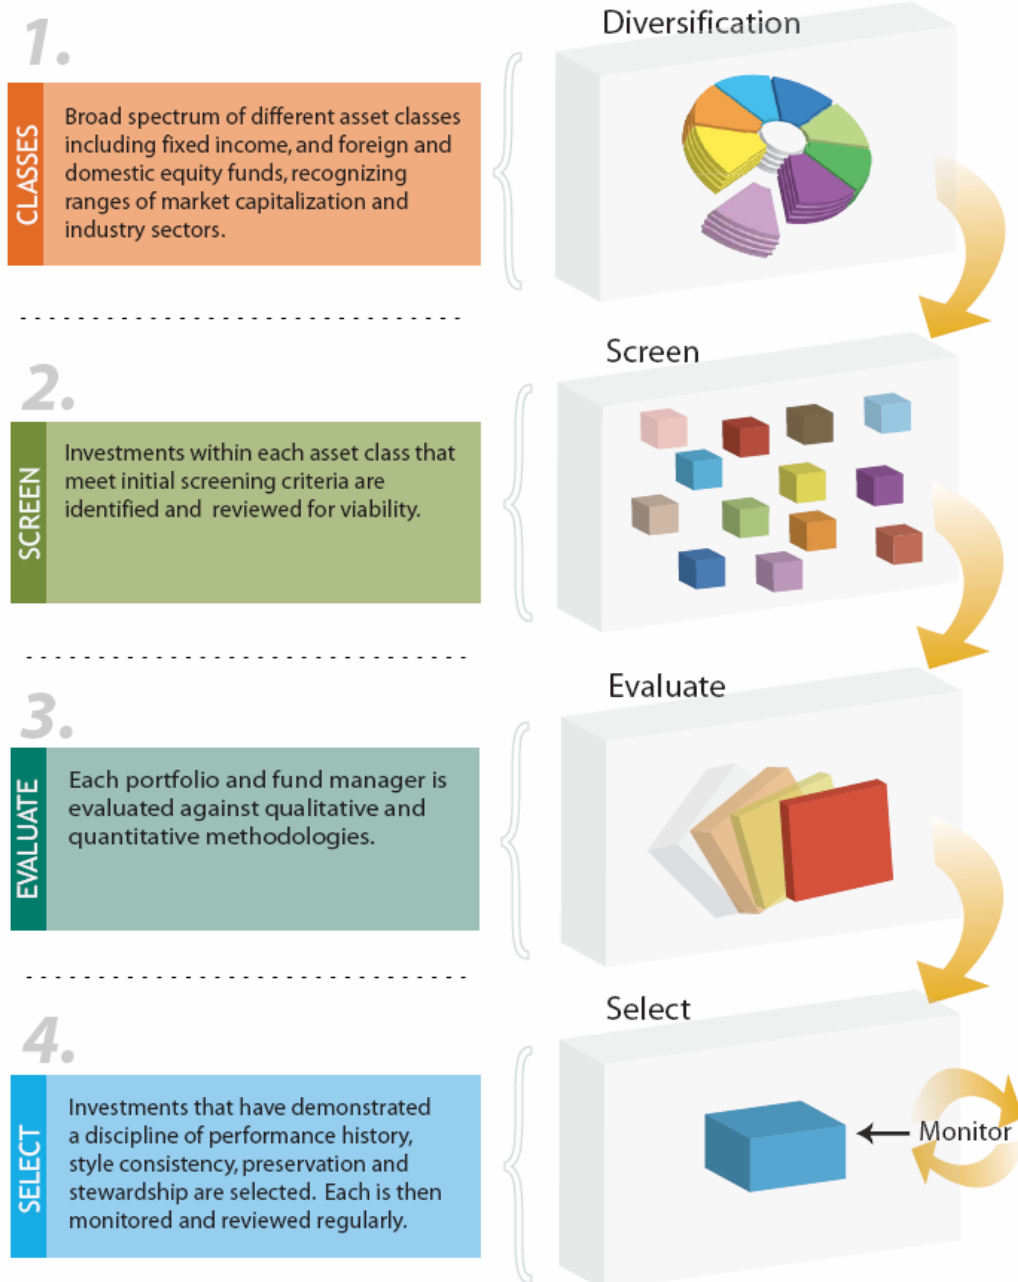 1.
CLASSES
Broad spectrum of different asset classes
including fixed income, and foreign and
domestic equity funds, recognizing
ranges of market capitalization and
industry sectors.
Diversification
2.
SCREEN
Investments within each asset class that
meet initial screening criteria are
identified and reviewed for viability.
Screen
3.
EVALUATE
Each portfolio and fund manager is
evaluated against qualitative and
quantitative methodologies.
Evaluate
4.
SELECT
Investments that have demonstrated
a discipline of performance history,
style consistency, preservation and
stewardship are selected. Each is then
monitored and reviewed regularly.
Select
Monitor